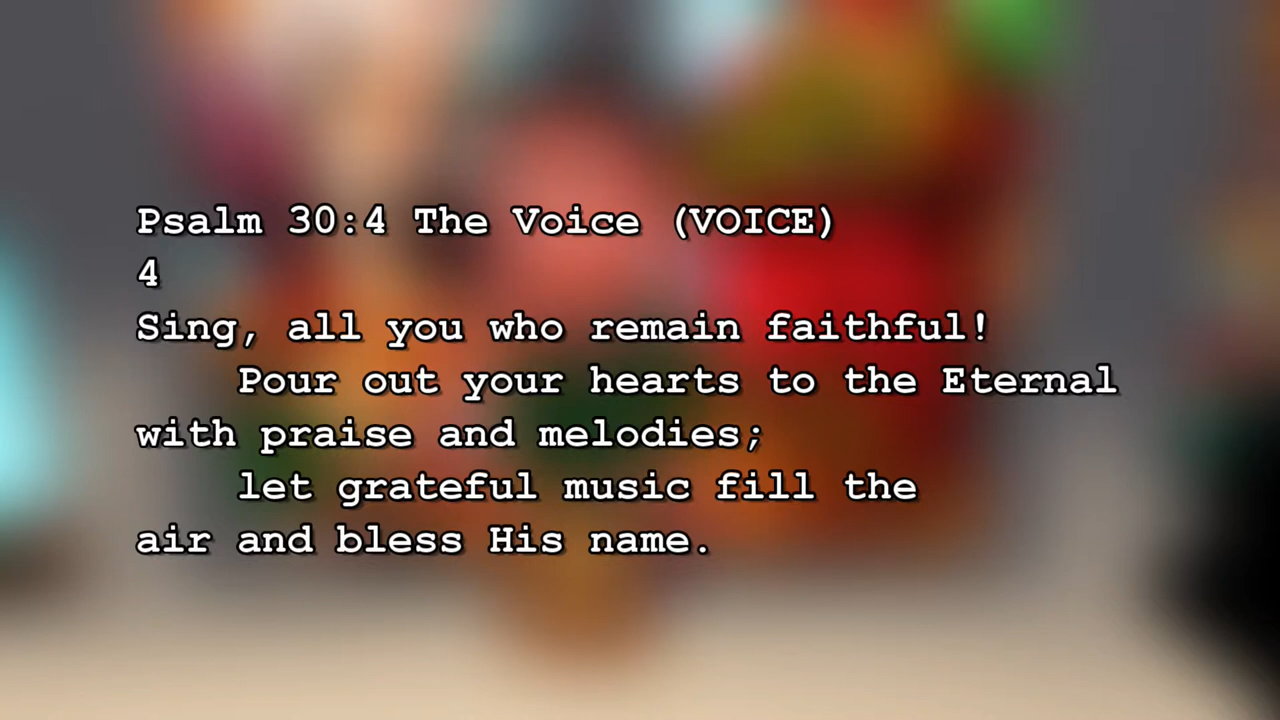 Psalm 30:4 The Voice (VOICE)
4
Sing, all you who remain faithful!
    Pour out your hearts to the Eternal
with praise and melodies;
    let grateful music fill the
air and bless His name.